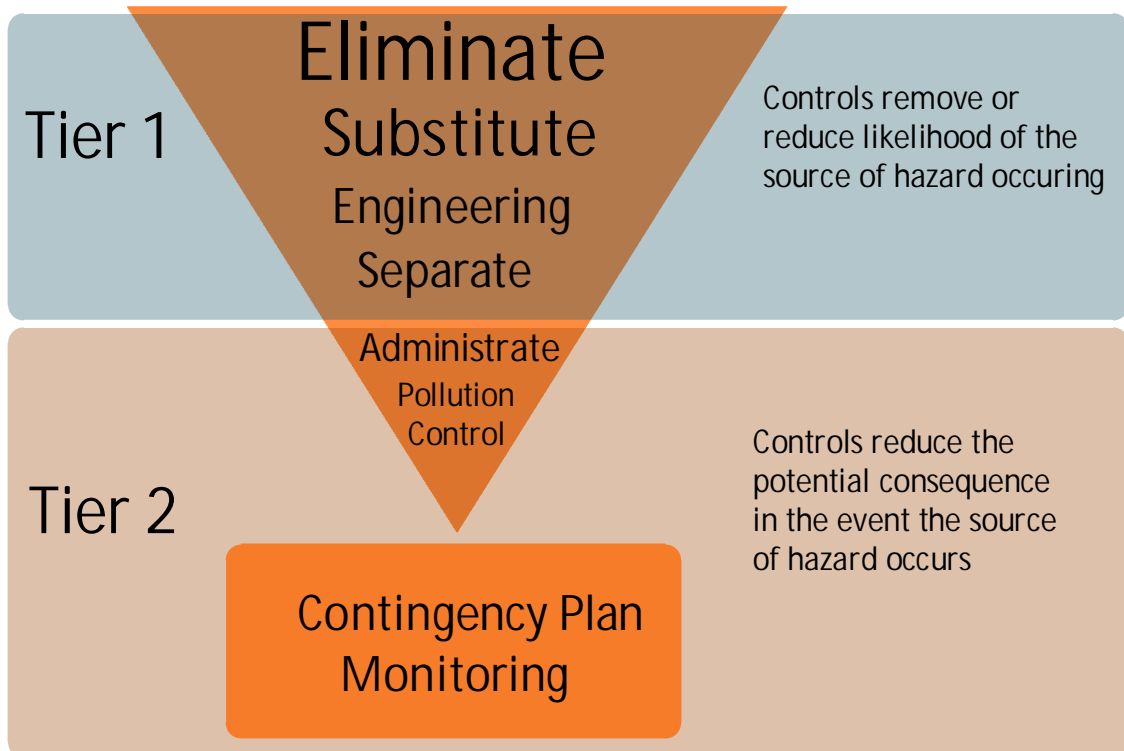 Tier 1
Eliminate
Substitute
Engineering
Separate
Controls remove or
reduce likelihood of the
source of hazard occuring
Tier 2
Administrate
Pollution
Control
Contingency Plan
Monitoring
Controls reduce the
potential consequence
in the event the source
of hazard occurs